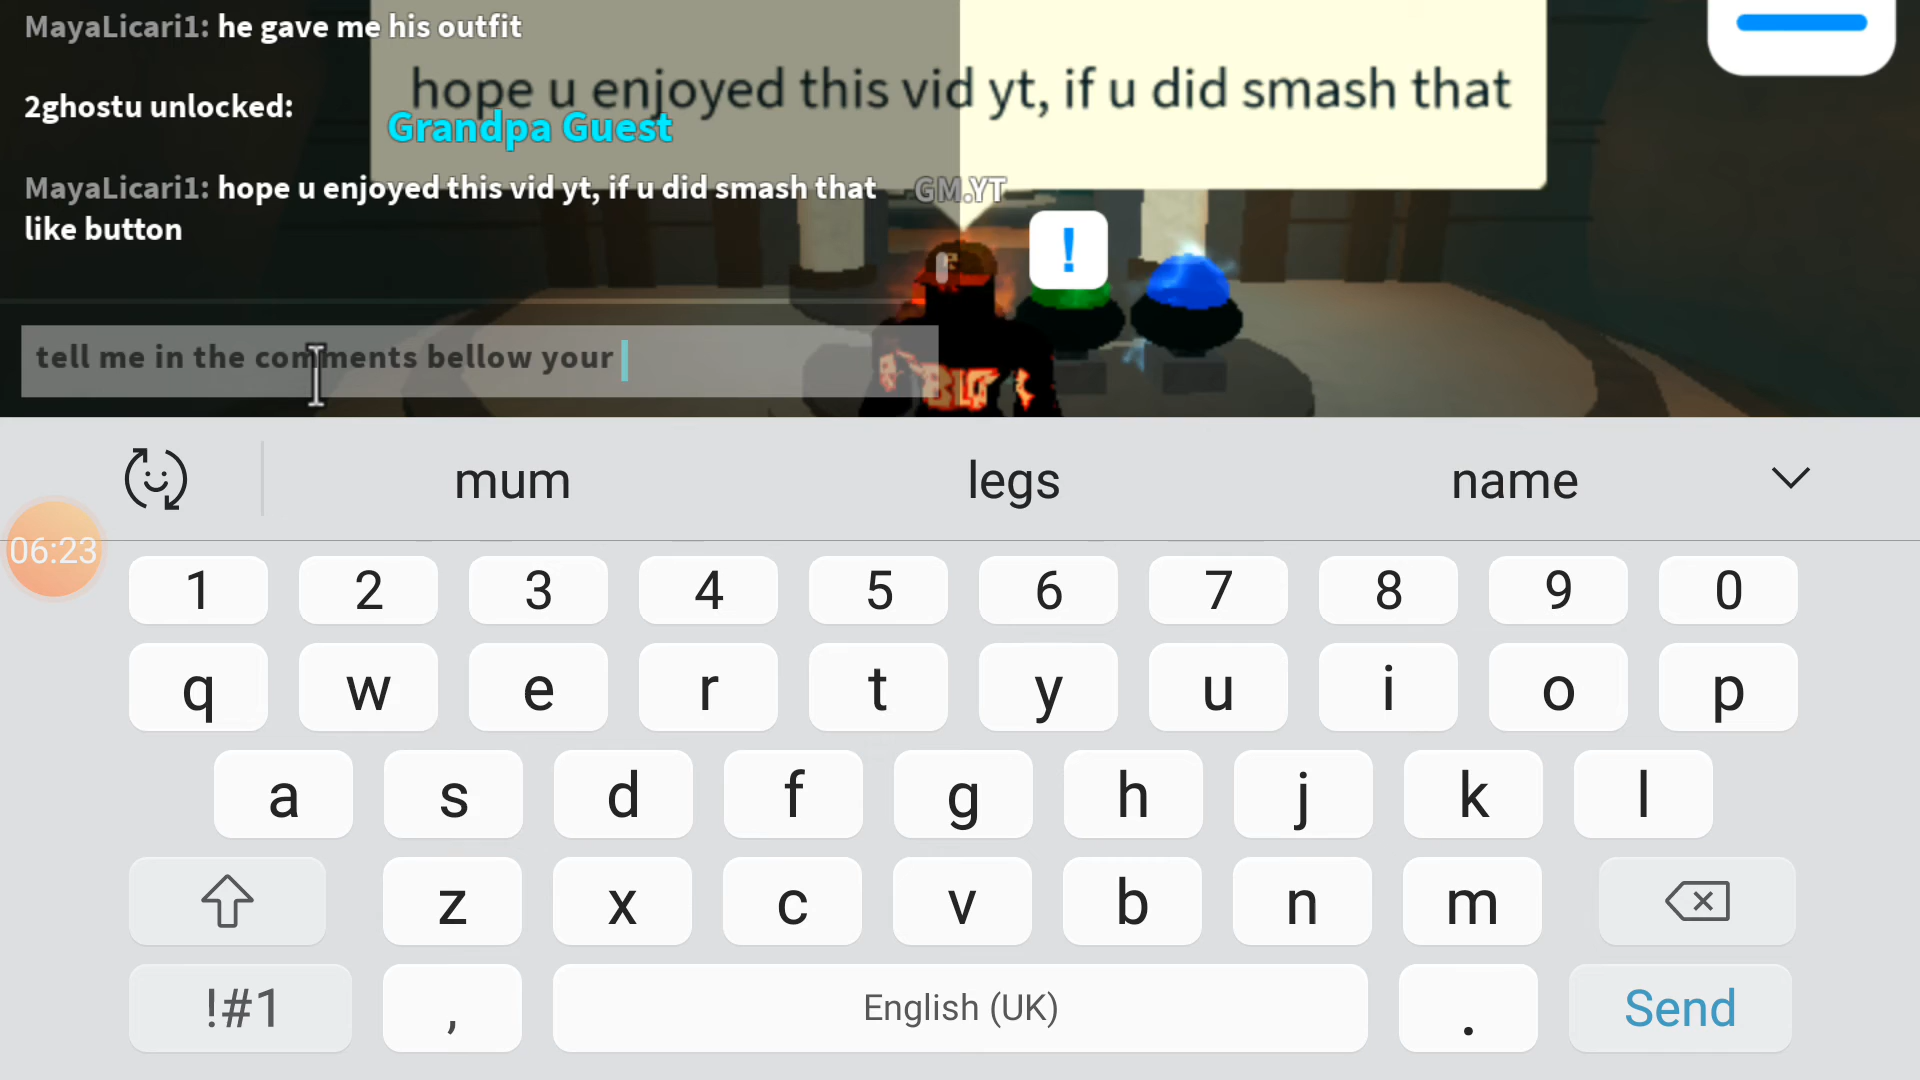 MayaLicari1: he gave me his outfit
hope u enjoyed this vid yt, if u did smash that
2ghostu unlocked:
Grandpa Guest
MayaLicari1: hope u enjoyed this vid yt, if u did smash that
like button
GM.YT
!
tell me in the comments bellow your
mum legs name
06:23
1 2 3 4 5 6 7 8 9 0
q w e r t y u i o p
a s d f g h j k l
z x c v b n m
!#1 , English (UK) . Send